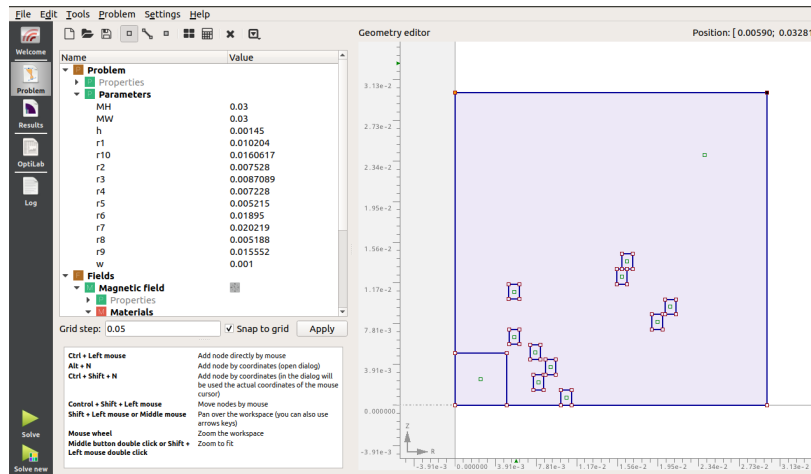 File Edit Tools Problem Settings Help
Welcome
Problem
Results
OptiLab
Log
Solve
Solve new
Name Value
Problem
Properties
Parameters
MH 0.03
MW 0.03
h 0.00145
r1 0.010204
r10 0.0160617
r2 0.007528
r3 0.0087089
r4 0.007228
r5 0.005215
r6 0.01895
r7 0.020219
r8 0.005188
r9 0.015552
w 0.001
Fields
Magnetic field
Properties
Materials
Grid step: 0.05 Snap to grid Apply
Ctrl + Left mouse Add node directly by mouse
Alt + N Add node by coordinates (open dialog)
Ctrl + Shift + N Add node by coordinates (in the dialog will
be used the actual coordinates of the mouse
cursor)
Control + Shift + Left mouse Move nodes by mouse
Shift + Left mouse or Middle mouse Pan over the workspace (you can also use
arrows keys)
Mouse wheel Zoom the workspace
Middle button double click or Shift + Zoom to fit
Left mouse double click
Geometry editor Position: [ 0.00590; 0.03281
3.13e-2
2.73e-2
2.34e-2
1.95e-2
1.56e-2
1.17e-2
7.81e-3
3.91e-3
0.000000
-3.91e-3
Z
R
-3.91e-3 0.000000 3.91e-3 7.81e-3 1.17e-2 1.56e-2 1.95e-2 2.34e-2 2.73e-2 3.13e-2